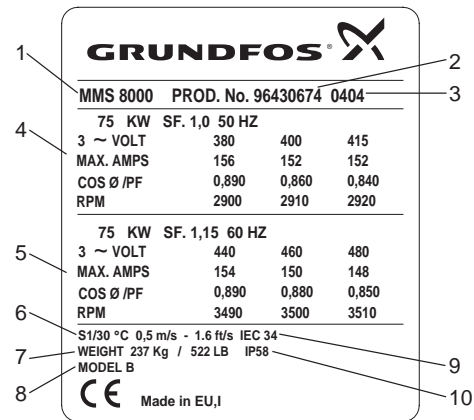 GRUNDFOS
2
1 MMS 8000 PROD. No. 96430674 0404 3
75 KW SF. 1,0 50 HZ
4 3 ~ VOLT 380 400 415
MAX. AMPS 156 152 152
COS Ø /PF 0,890 0,860 0,840
RPM 2900 2910 2920
75 KW SF. 1,15 60 HZ
5 3 ~ VOLT 440 460 480
MAX. AMPS 154 150 148
COS Ø /PF 0,890 0,880 0,850
RPM 3490 3500 3510
6 S1/30 °C 0,5 m/s - 1.6 ft/s IEC 34 9
7 WEIGHT 237 Kg / 522 LB IP58 10
8 MODEL B
CE Made in EU,I